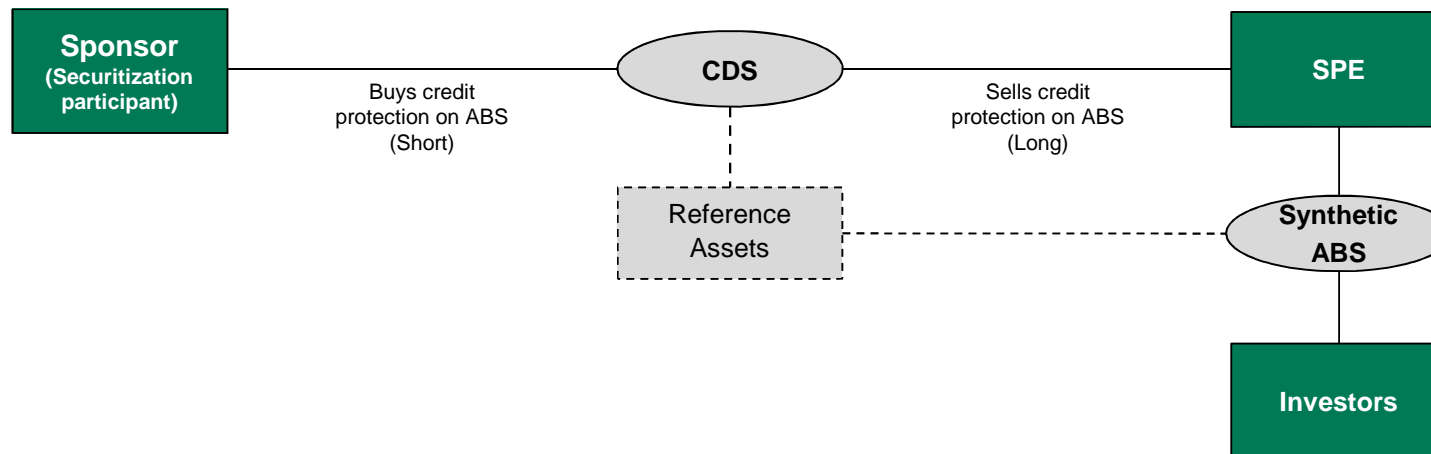 Sponsor
(Securitization
participant)
CDS
SPE
Buys credit
protection on ABS
(Short)
Sells credit
protection on ABS
(Long)
Reference
Assets
Synthetic
ABS
Investors